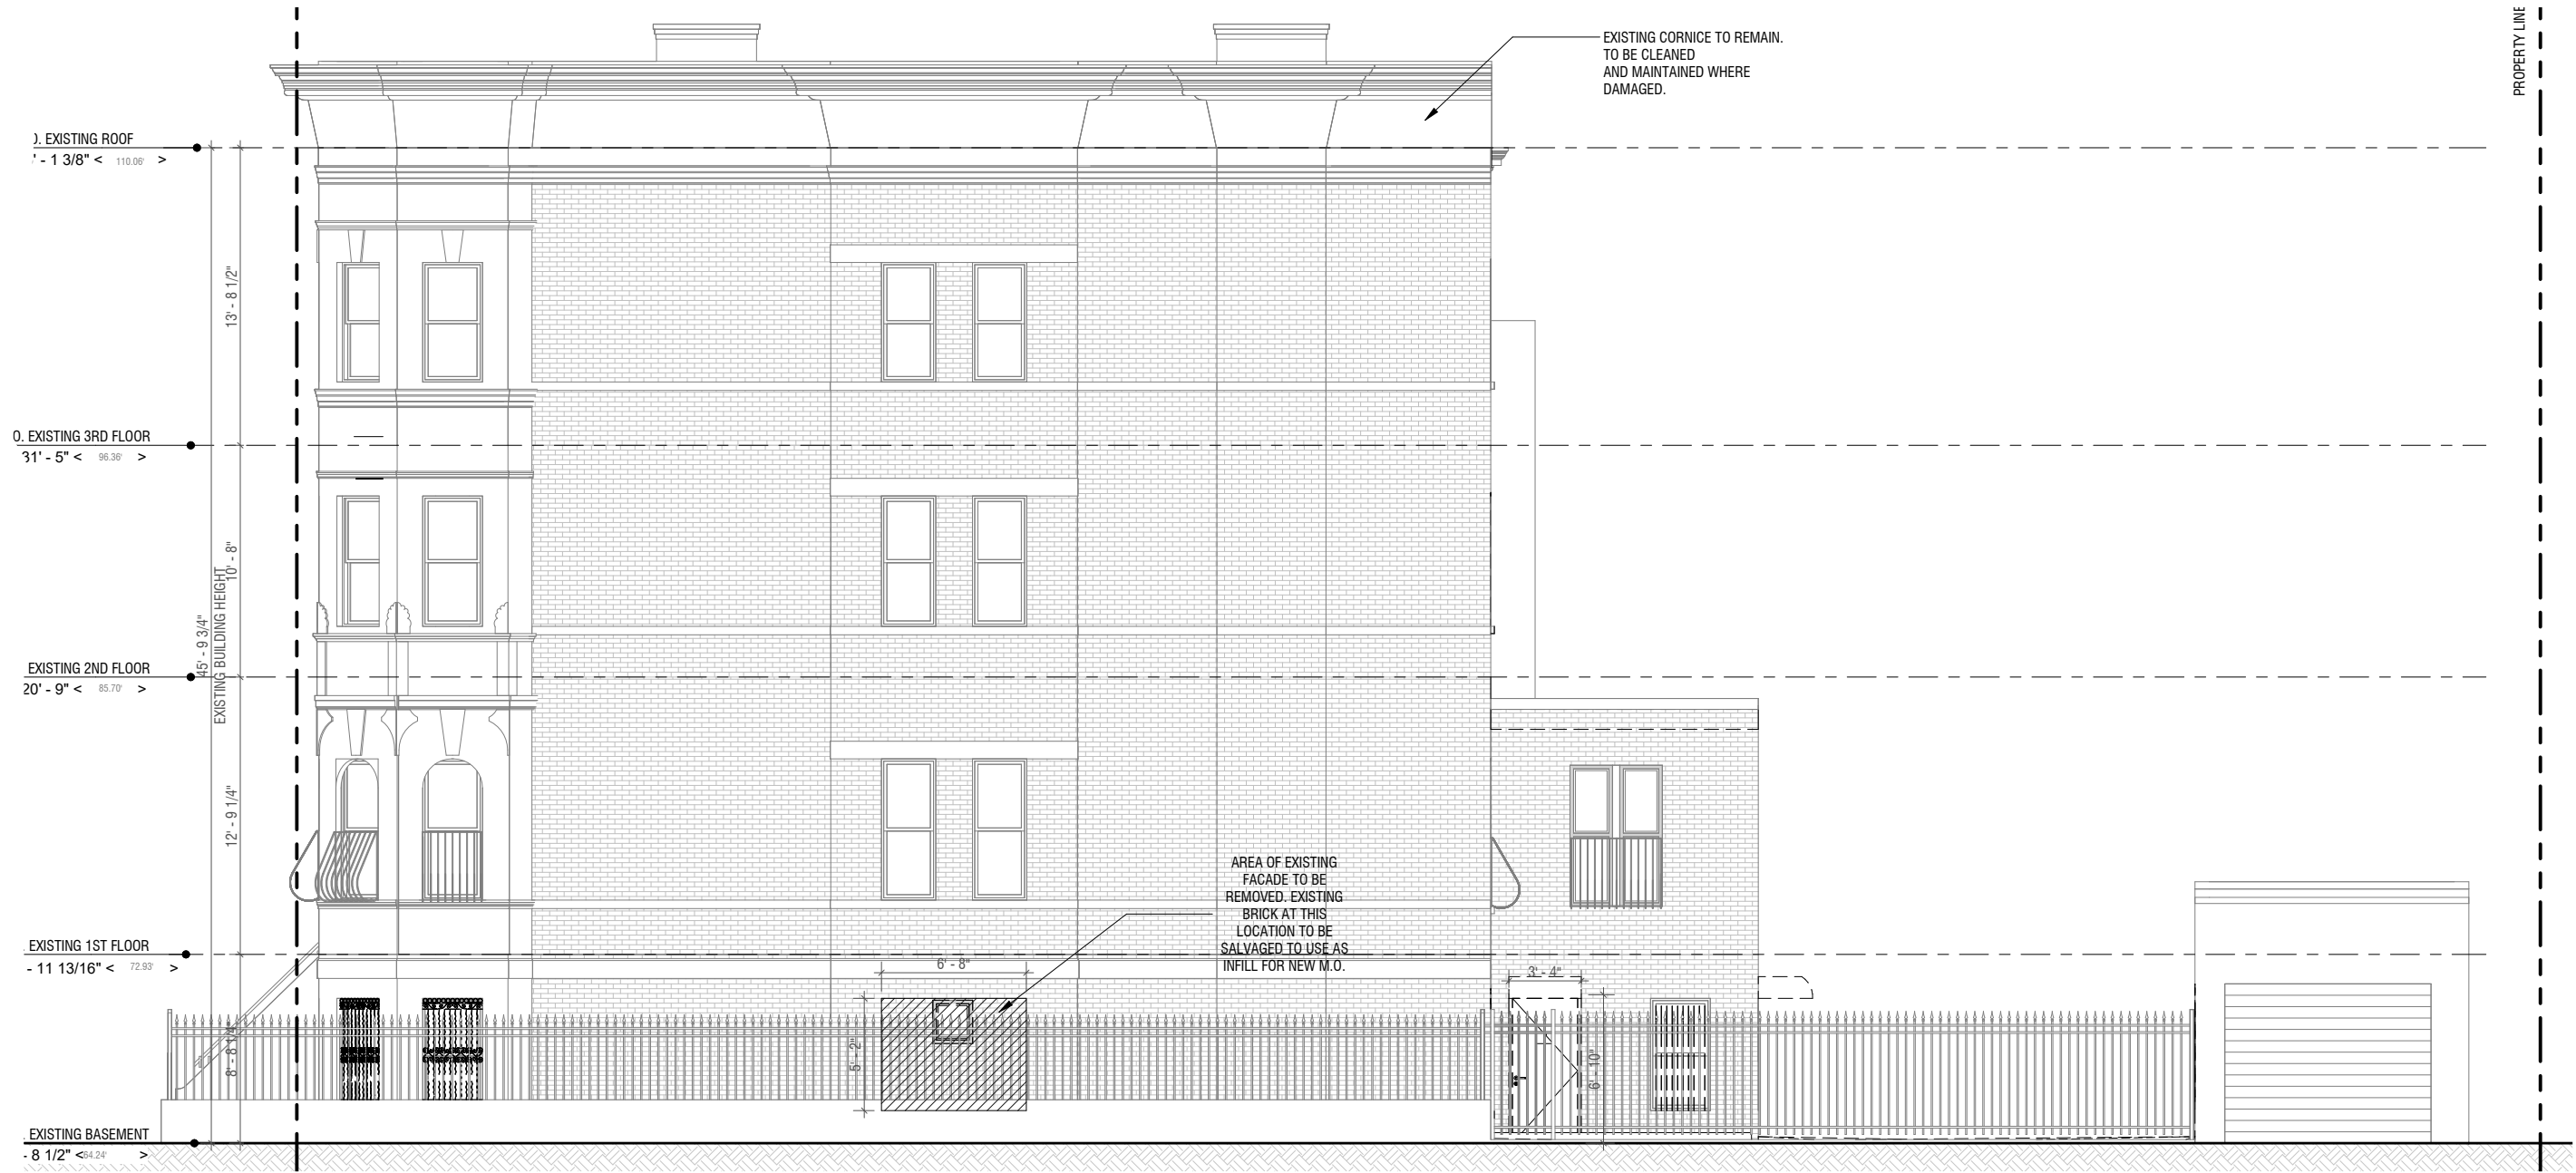 EXISTING CORNICE TO REMAIN.
TO BE CLEANED
AND MAINTAINED WHERE
DAMAGED.
PROPERTY LINE
). EXISTING ROOF
' - 1 3/8" < 110.06' >
13' - 8 1/2"
0. EXISTING 3RD FLOOR
31' - 5" < 96.36' >
10' - 8"
45' - 9 3/4"
EXISTING BUILDING HEIGHT
EXISTING 2ND FLOOR
20' - 9" < 85.70' >
12' - 9 1/4"
AREA OF EXISTING
FACADE TO BE
REMOVED. EXISTING
BRICK AT THIS
LOCATION TO BE
SALVAGED TO USE AS
INFILL FOR NEW M.O.
. EXISTING 1ST FLOOR
- 11 13/16" < 72.93' >
6' - 8"
3' - 4"
8' - 8 1/4"
5' - 2"
6' - 10"
. EXISTING BASEMENT
- 8 1/2" < 64.24' >